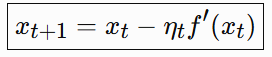 $x_{t+1} = x_t - \eta_t f'(x_t)$